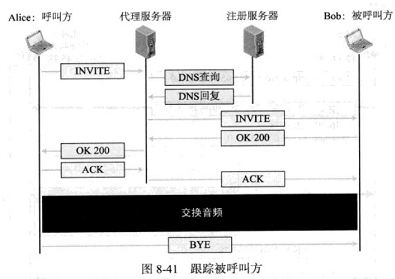 Alice：呼叫方 代理服务器 注册服务器 Bob：被呼叫方
INVITE
DNS查询
DNS回复
INVITE
OK 200
OK 200
ACK
ACK
交换音频
BYE
图 8-41 跟踪被呼叫方